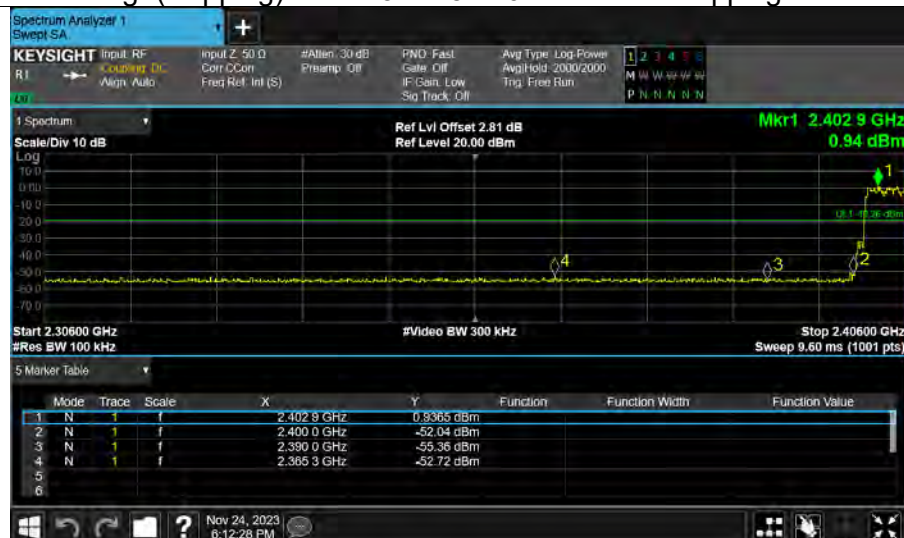 Spectrum Analyzer 1
Swept SA
+
KEYSIGHT Input: RF
R L
Coupling: DC
Align: Auto
Input Z: 50 Ω
Corr CCorr
Freq Ref: Int (S)
#Atten: 30 dB
Preamp: Off
PNO: Fast
Gate: Off
IF Gain: Low
Sig Track: Off
Avg Type: Log-Power
Avg|Hold: 2000/2000
Trig: Free Run
1 2 3 4 5 6
M W W W W W
P N N N N N
1 Spectrum
Scale/Div 10 dB
Ref Lvl Offset 2.81 dB
Ref Level 20.00 dBm
Mkr1 2.402 9 GHz
0.94 dBm
Log
10.0
0.00
-10.0
-20.0
-30.0
-40.0
-50.0
-60.0
-70.0
1
2
3
4
Start 2.30600 GHz
#Res BW 100 kHz
#Video BW 300 kHz
Stop 2.40600 GHz
Sweep 9.60 ms (1001 pts)
5 Marker Table
Mode Trace Scale X Y Function Function Width Function Value
1 N 1 f 2.402 9 GHz 0.9365 dBm
2 N 1 f 2.400 0 GHz -52.04 dBm
3 N 1 f 2.390 0 GHz -55.36 dBm
4 N 1 f 2.365 3 GHz -52.72 dBm
5
6
?
Nov 24, 2023
6:12:28 PM